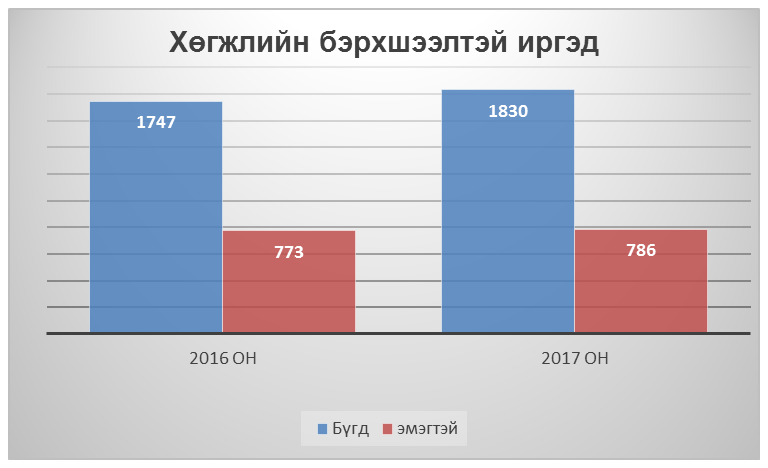 Хөгжлийн бэрхшээлтэй иргэд
1747
773
1830
786
2016 ОН
2017 ОН
Бүгд
эмэгтэй